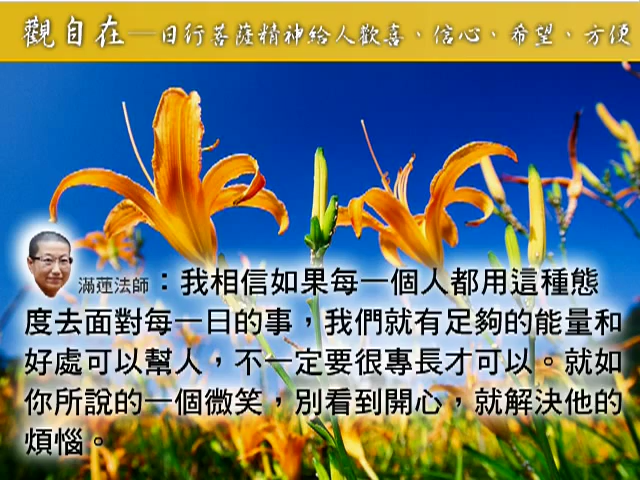 觀自在—日行菩薩精神給人歡喜、信心、希望、方便
滿蓮法師：我相信如果每一個人都用這種態
度去面對每一日的事，我們就有足夠的能量和
好處可以幫人，不一定要很專長才可以。就如
你所說的一個微笑，別看到開心，就解決他的
煩惱。